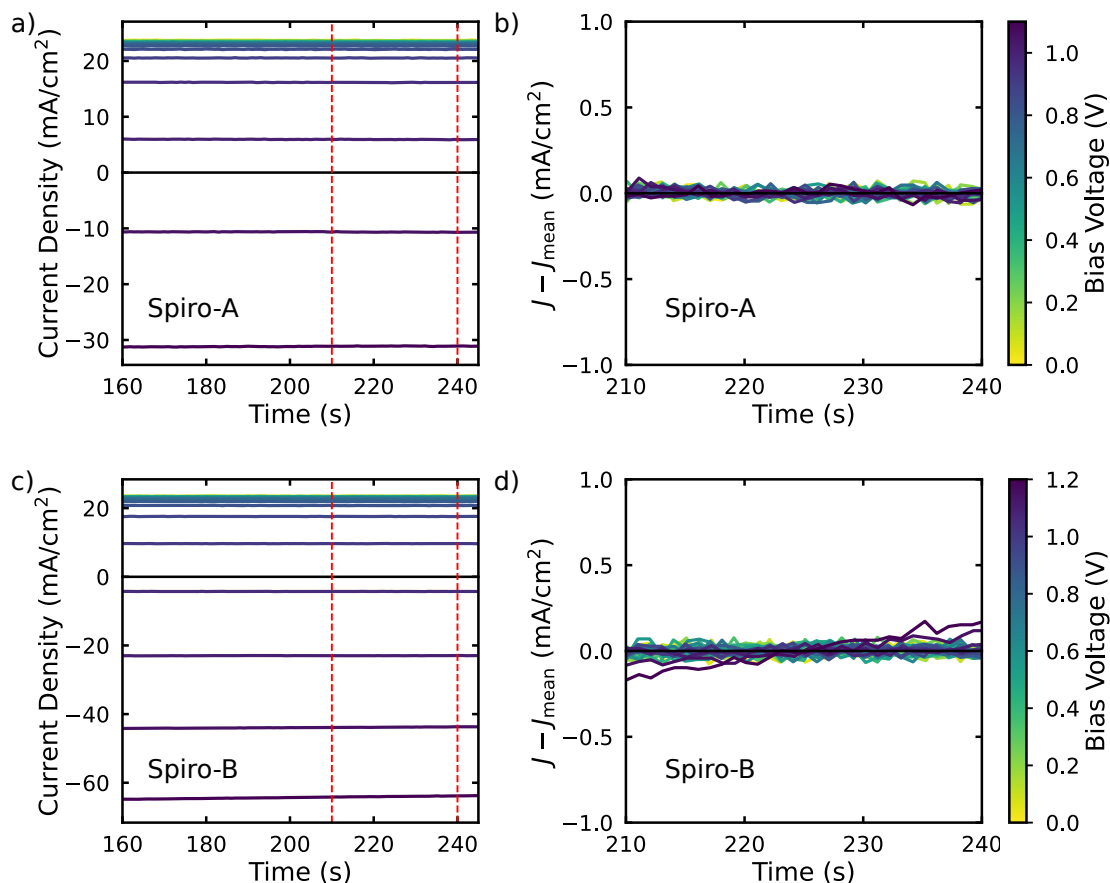 a)
Current Density (mA/cm²)
20
10
0
−10
−20
−30
160
180
200
220
240
Time (s)
Spiro-A
b)
J − J_mean (mA/cm²)
1.0
0.5
0.0
−0.5
−1.0
210
220
230
240
Time (s)
Spiro-A
1.0
0.8
0.6
0.4
0.2
0.0
Bias Voltage (V)
c)
Current Density (mA/cm²)
20
0
−20
−40
−60
160
180
200
220
240
Time (s)
Spiro-B
d)
J − J_mean (mA/cm²)
1.0
0.5
0.0
−0.5
−1.0
210
220
230
240
Time (s)
Spiro-B
1.2
1.0
0.8
0.6
0.4
0.2
0.0
Bias Voltage (V)